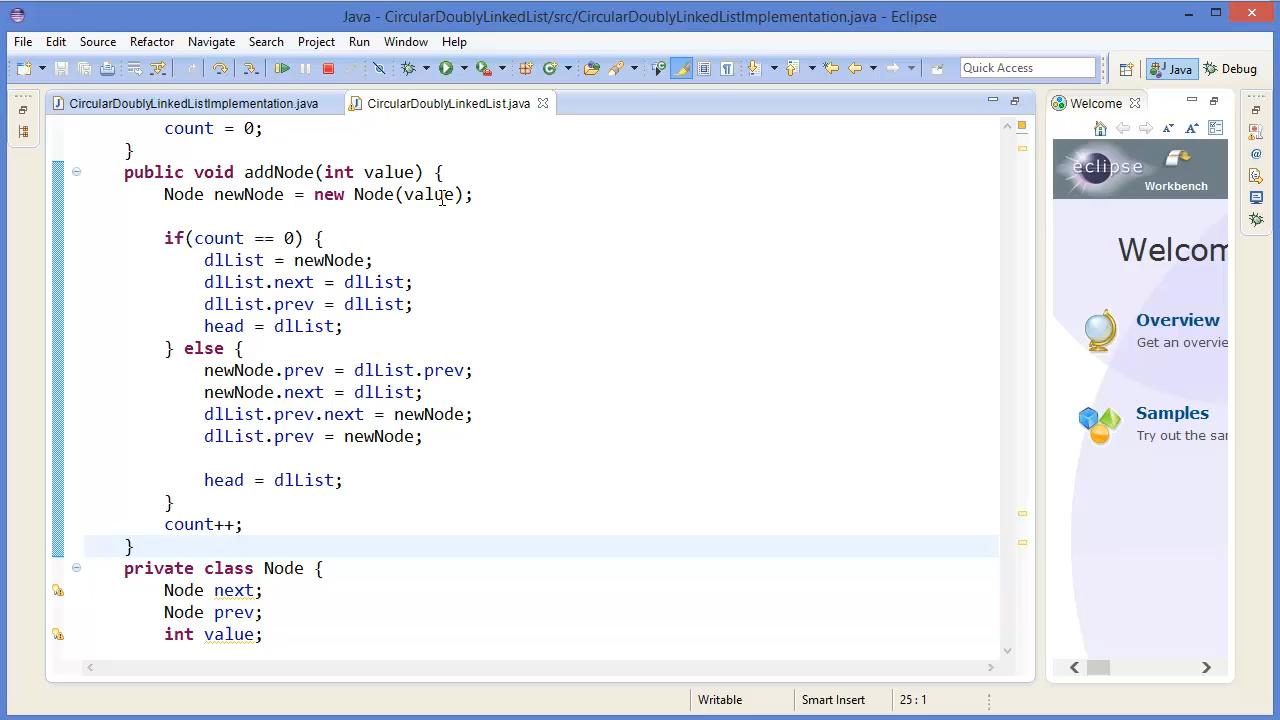 Java - CircularDoublyLinkedList/src/CircularDoublyLinkedListImplementation.java - Eclipse
File Edit Source Refactor Navigate Search Project Run Window Help
Quick Access
Java
Debug
CircularDoublyLinkedListImplementation.java
CircularDoublyLinkedList.java
Welcome
count = 0;
}
public void addNode(int value) {
Node newNode = new Node(value);
if(count == 0) {
dlList = newNode;
dlList.next = dlList;
dlList.prev = dlList;
head = dlList;
} else {
newNode.prev = dlList.prev;
newNode.next = dlList;
dlList.prev.next = newNode;
dlList.prev = newNode;
head = dlList;
}
count++;
}
private class Node {
Node next;
Node prev;
int value;
eclipse
Workbench
Welcom
Overview
Get an overvie
Samples
Try out the sar
Writable
Smart Insert
25 : 1